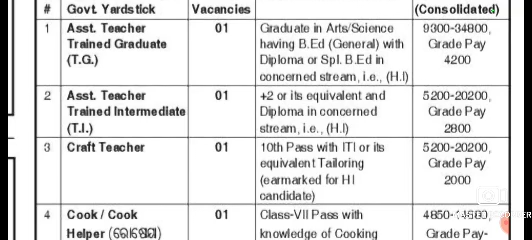 # Govt. Yardstick Vacancies (Consolidated)
1 Asst. Teacher 01 Graduate in Arts/Science 9300-34800,
Trained Graduate having B.Ed (General) with Grade Pay
(T.G.) Diploma or Spl. B.Ed in 4200
concerned stream, i.e., (H.I)
2 Asst. Teacher 01 +2 or its equivalent and 5200-20200,
Trained Intermediate Diploma in concerned Grade Pay
(T.I.) stream, i.e., (H.I) 2800
3 Craft Teacher 01 10th Pass with ITI or its 5200-20200,
equivalent Tailoring Grade Pay
(earmarked for HI 2000
candidate)
4 Cook / Cook 01 Class-VII Pass with
Helper knowledge of Cooking Grade Pay-